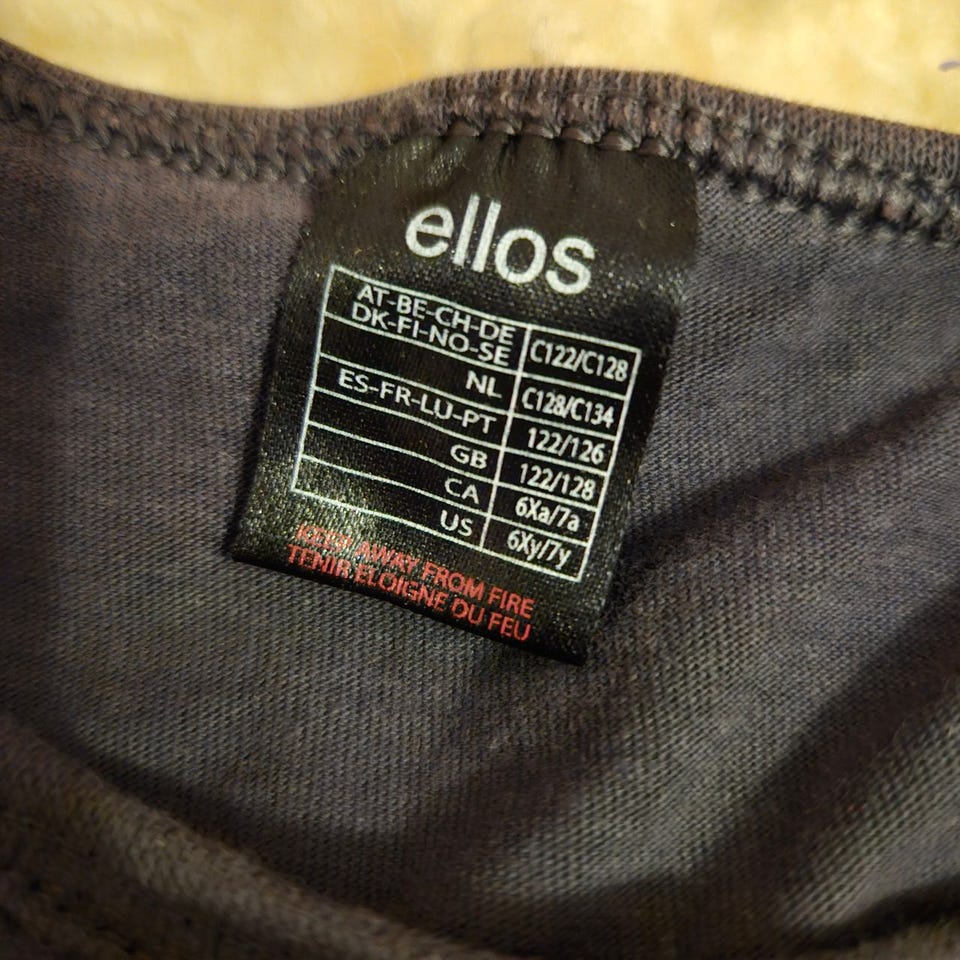 ellos
AT-BE-CH-DE
DK-FI-NO-SE C122/C128
NL C128/C134
ES-FR-LU-PT 122/126
GB 122/128
CA 6Xa/7a
US 6Xy/7y
KEEP AWAY FROM FIRE
TENIR ELOIGNE DU FEU